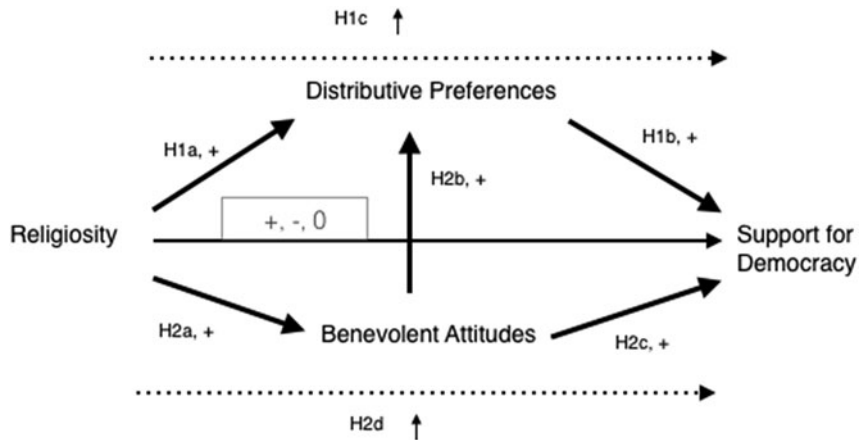 H1c
Distributive Preferences
H1a, +
H1b, +
H2b, +
+, -, 0
Religiosity
Support for
Democracy
H2a, +
Benevolent Attitudes
H2c, +
H2d